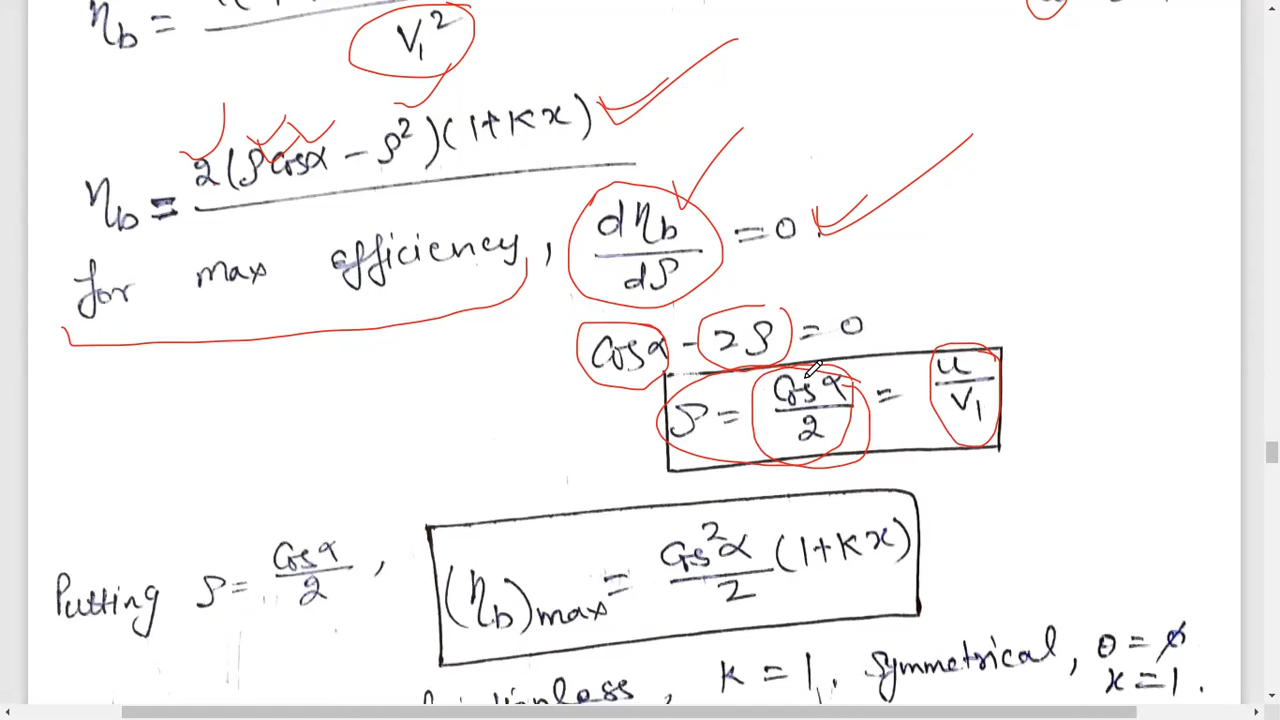 ηb =
V₁²
ηb = 2(ρ cosα – ρ²)(1+Kx)
for max efficiency, dηb/dρ = 0.
Cosα – 2ρ = 0
ρ = Cosα/2 = u/V₁
Putting ρ = Cosα/2, (ηb)max = Cos²α/2 (1+Kx)
K = 1, symmetrical, θ = φ
x = 1.